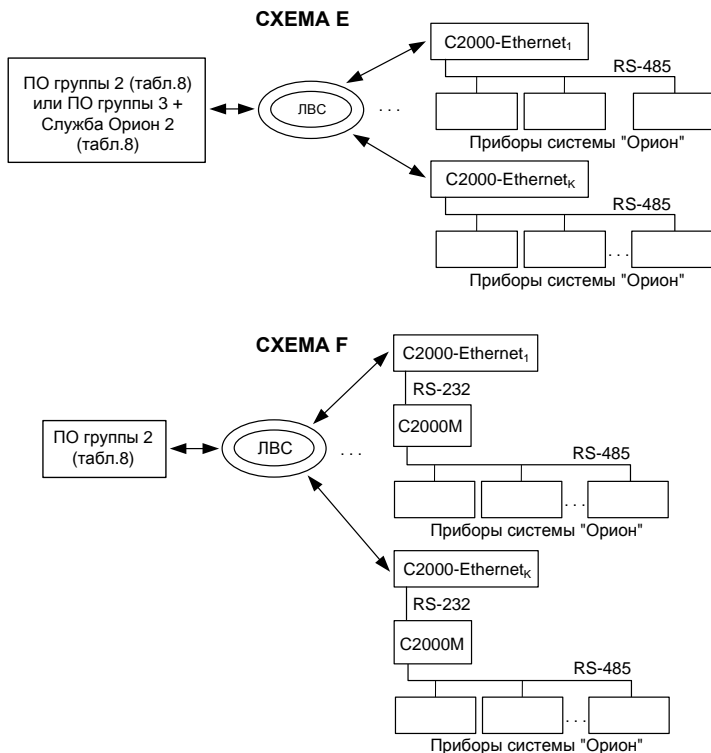 СХЕМА E
ПО группы 2 (табл.8)
или ПО группы 3 +
Служба Орион 2
(табл.8)
ЛВС
. . .
С2000-Ethernet₁
RS-485
Приборы системы "Орион"
С2000-Ethernetₖ
RS-485
. . .
Приборы системы "Орион"
СХЕМА F
ПО группы 2
(табл.8)
ЛВС
. . .
С2000-Ethernet₁
RS-232
С2000М
RS-485
. . .
Приборы системы "Орион"
С2000-Ethernetₖ
RS-232
С2000М
RS-485
. . .
Приборы системы "Орион"